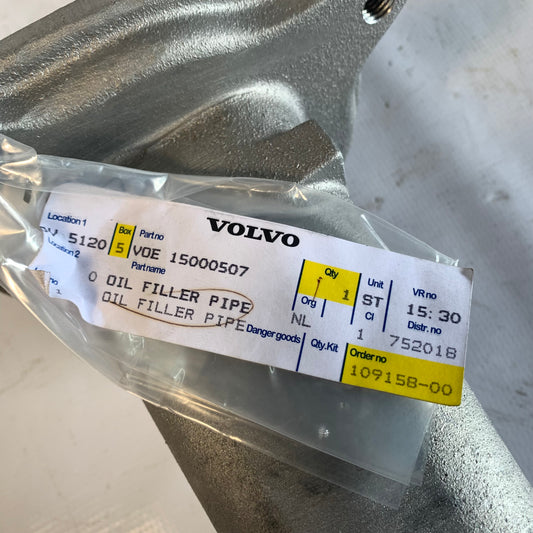 VOLVO
Location 1
Box
Part no
5120
5
VOE 15000507
Location 2
Part name
0 OIL FILLER PIPE
OIL FILLER PIPE
Qty
Unit
VR no
1
ST
15:30
Org
Cl
Distr. no
NL
1
752018
Danger goods
Qty.Kit
Order no
109158-00